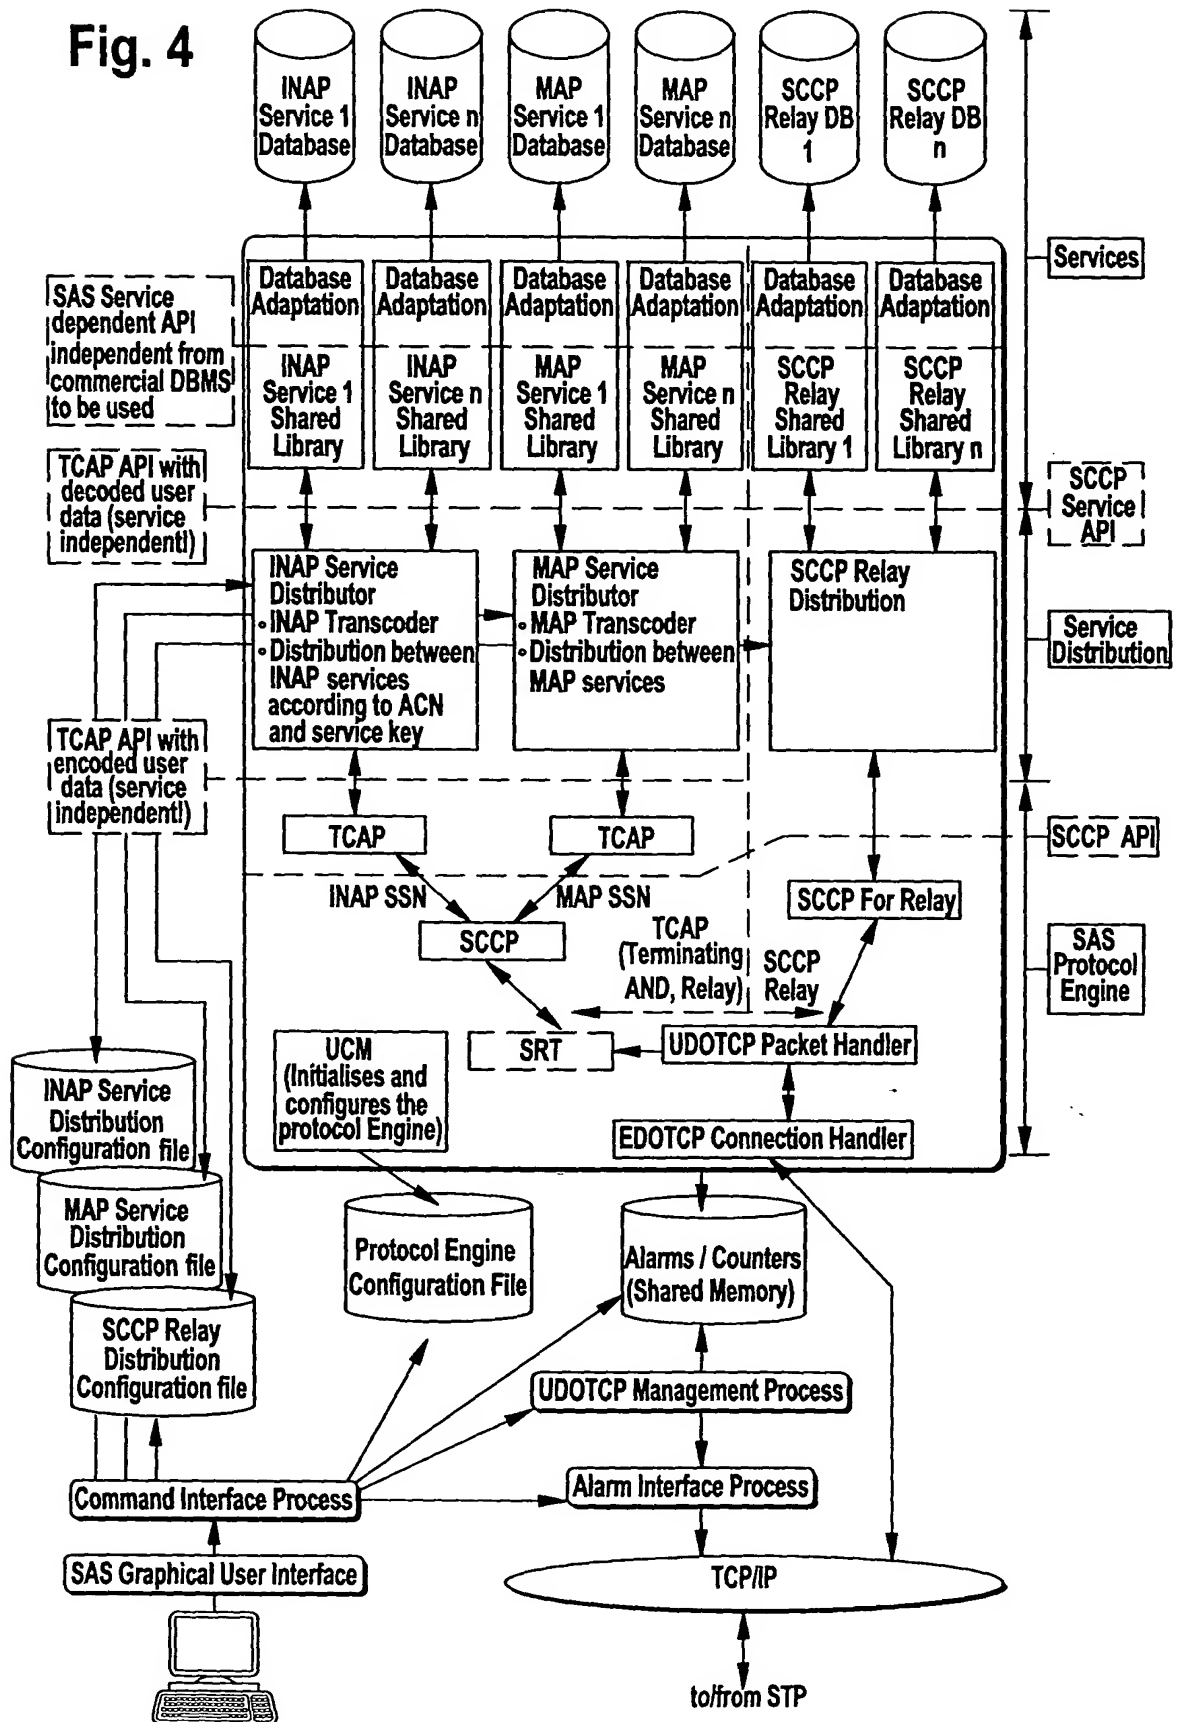 Fig. 4
INAP
Service 1
Database
INAP
Service n
Database
MAP
Service 1
Database
MAP
Service n
Database
SCCP
Relay DB
1
SCCP
Relay DB
n
Services
SAS Service
dependent API
independent from
commercial DBMS
to be used
Database
Adaptation
Database
Adaptation
Database
Adaptation
Database
Adaptation
Database
Adaptation
Database
Adaptation
INAP
Service 1
Shared
Library
INAP
Service n
Shared
Library
MAP
Service 1
Shared
Library
MAP
Service n
Shared
Library
SCCP
Relay
Shared
Library 1
SCCP
Relay
Shared
Library n
TCAP API with
decoded user
data (service
independent!)
SCCP
Service
API
INAP Service
Distributor
• INAP Transcoder
• Distribution between
INAP services
according to ACN
and service key
MAP Service
Distributor
• MAP Transcoder
• Distribution between
MAP services
SCCP Relay
Distribution
Service
Distribution
TCAP API with
encoded user
data (service
independent!)
TCAP
TCAP
SCCP API
INAP SSN
MAP SSN
SCCP For Relay
SCCP
TCAP
(Terminating
AND, Relay)
SCCP
Relay
SAS
Protocol
Engine
UCM
(Initialises and
configures the
protocol Engine)
SRT
UDOTCP Packet Handler
EDOTCP Connection Handler
INAP Service
Distribution
Configuration file
MAP Service
Distribution
Configuration file
SCCP Relay
Distribution
Configuration file
Protocol Engine
Configuration File
Alarms / Counters
(Shared Memory)
UDOTCP Management Process
Command Interface Process
Alarm Interface Process
SAS Graphical User Interface
TCP/IP
to/from STP